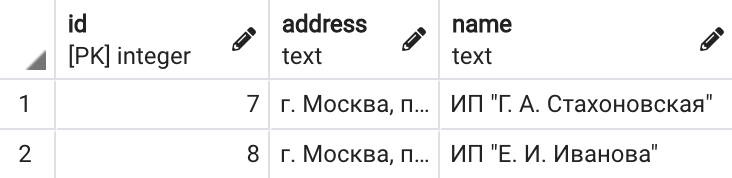 id address name
[PK] integer text text
1 7 г. Москва, п... ИП "Г. А. Стахоновская"
2 8 г. Москва, п... ИП "Е. И. Иванова"